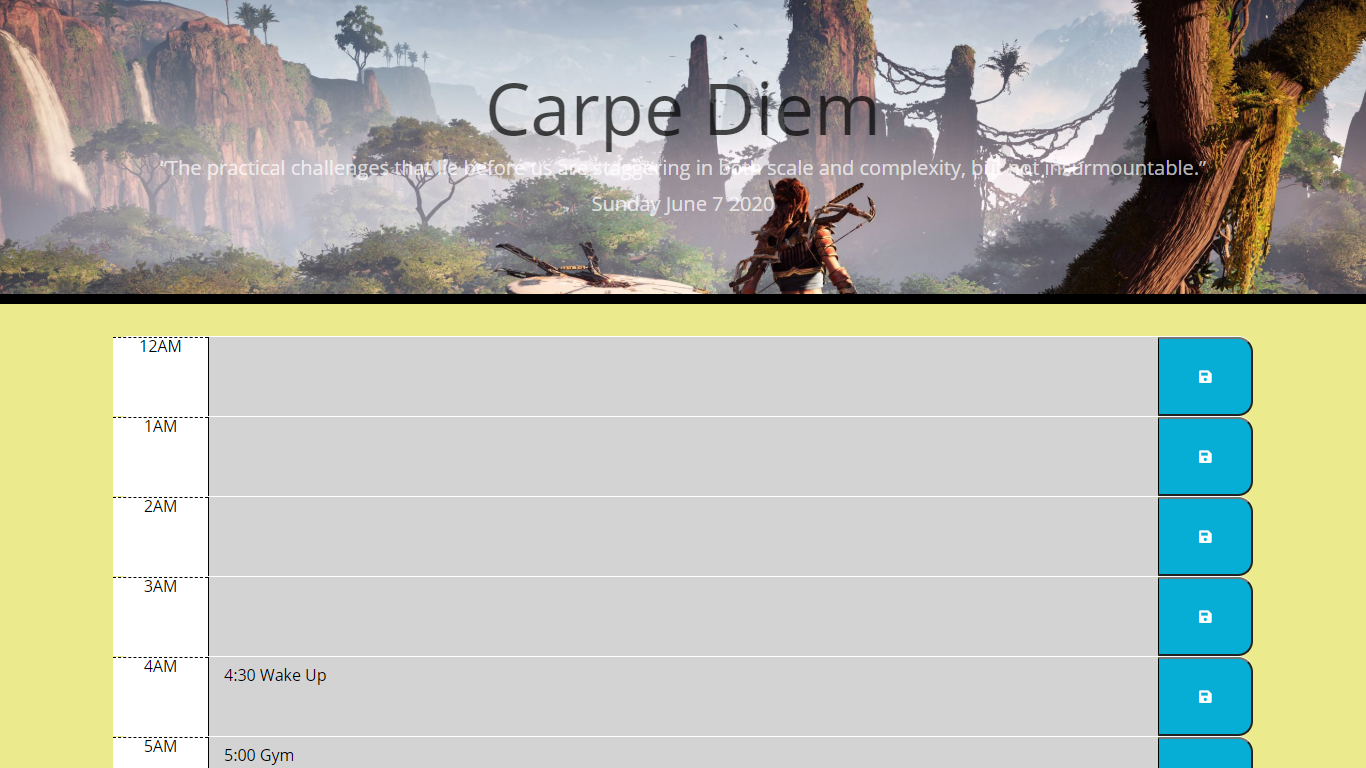 Carpe Diem
“The practical challenges that lie before us are staggering in both scale and complexity, but not insurmountable.”
Sunday June 7 2020
12AM
1AM
2AM
3AM
4AM
4:30 Wake Up
5AM
5:00 Gym